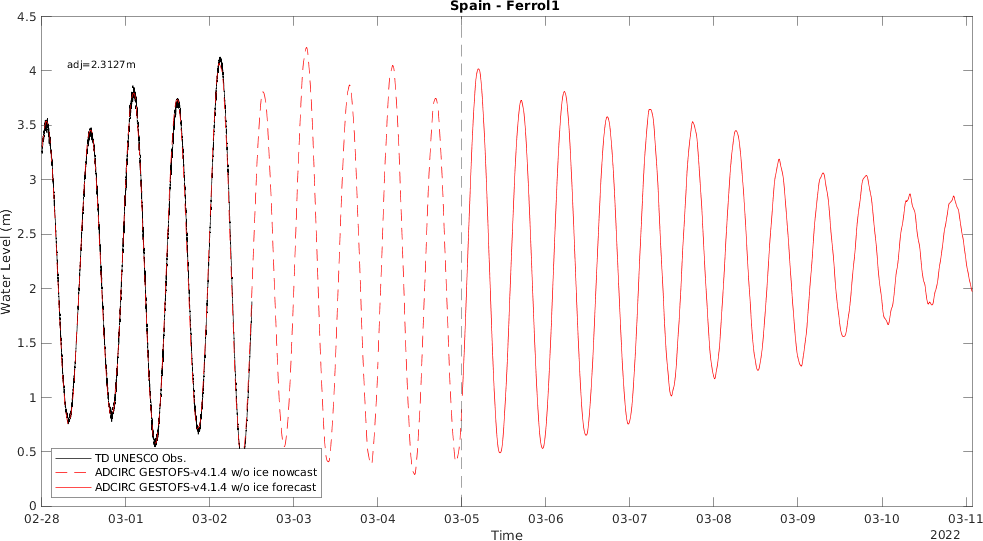 Spain - Ferrol1
4.5
4
3.5
3
2.5
2
1.5
1
0.5
0
adj=2.3127m
Water Level (m)
TD UNESCO Obs.
ADCIRC GESTOFS-v4.1.4 w/o ice nowcast
ADCIRC GESTOFS-v4.1.4 w/o ice forecast
02-28 03-01 03-02 03-03 03-04 03-05 03-06 03-07 03-08 03-09 03-10 03-11
Time
2022